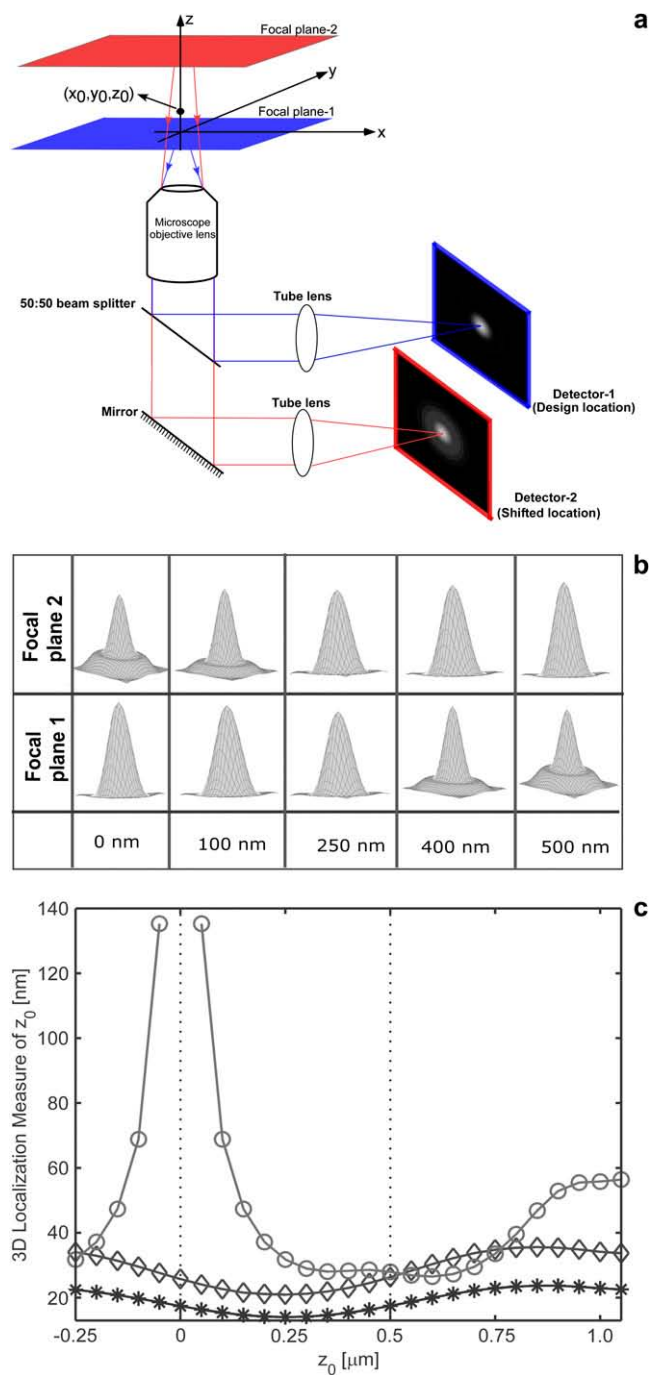 a
z
Focal plane-2
y
(x0,y0,z0)
Focal plane-1
x
Microscope
objective lens
50:50 beam splitter
Tube lens
Detector-1
(Design location)
Mirror
Tube lens
Detector-2
(Shifted location)
b
Focal
plane 2
Focal
plane 1
0 nm 100 nm 250 nm 400 nm 500 nm
c
3D Localization Measure of z0 [nm]
140
120
100
80
60
40
20
-0.25 0 0.25 0.5 0.75 1.0
z0 [μm]